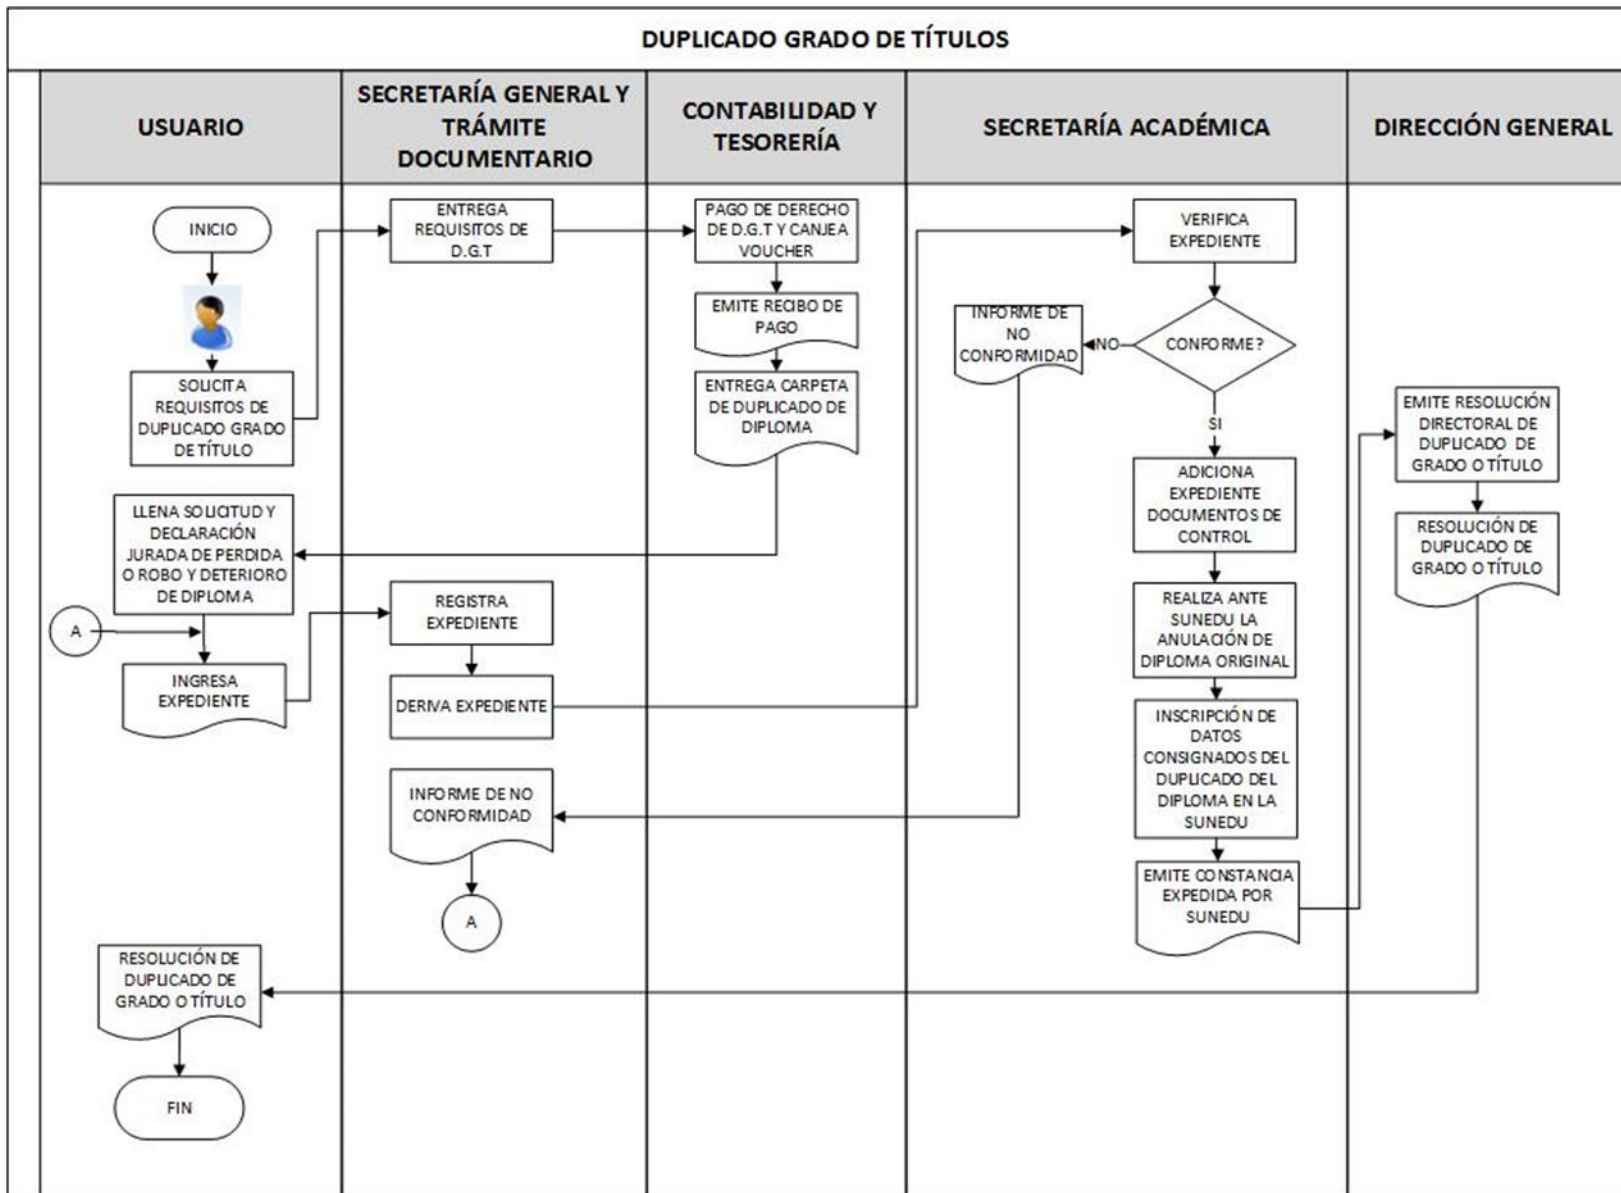 DUPLICADO GRADO DE TÍTULOS
USUARIO
SECRETARÍA GENERAL Y
TRÁMITE
DOCUMENTARIO
CONTABILIDAD Y
TESORERÍA
SECRETARÍA ACADÉMICA
DIRECCIÓN GENERAL
INICIO
SOLICITA
REQUISITOS DE
DUPLICADO GRADO
DE TÍTULO
LLENA SOLICITUD Y
DECLARACIÓN
JURADA DE PERDIDA
O ROBO Y DETERIORO
DE DIPLOMA
A
INGRESA
EXPEDIENTE
RESOLUCIÓN DE
DUPLICADO DE
GRADO O TÍTULO
FIN
ENTREGA
REQUISITOS DE
D.G.T
REGISTRA
EXPEDIENTE
DERIVA EXPEDIENTE
INFORME DE NO
CONFORMIDAD
A
PAGO DE DERECHO
DE D.G.T Y CANJEA
VOUCHER
EMITE RECIBO DE
PAGO
ENTREGA CARPETA
DE DUPLICADO DE
DIPLOMA
VERIFICA
EXPEDIENTE
CONFORME?
NO
INFORME DE
NO
CONFORMIDAD
SI
ADICIONA
EXPEDIENTE
DOCUMENTOS DE
CONTROL
REALIZA ANTE
SUNEDU LA
ANULACIÓN DE
DIPLOMA ORIGINAL
INSCRIPCIÓN DE
DATOS
CONSIGNADOS DEL
DUPLICADO DEL
DIPLOMA EN LA
SUNEDU
EMITE CONSTANCIA
EXPEDIDA POR
SUNEDU
EMITE RESOLUCIÓN
DIRECTORAL DE
DUPLICADO DE
GRADO O TÍTULO
RESOLUCIÓN DE
DUPLICADO DE
GRADO O TÍTULO